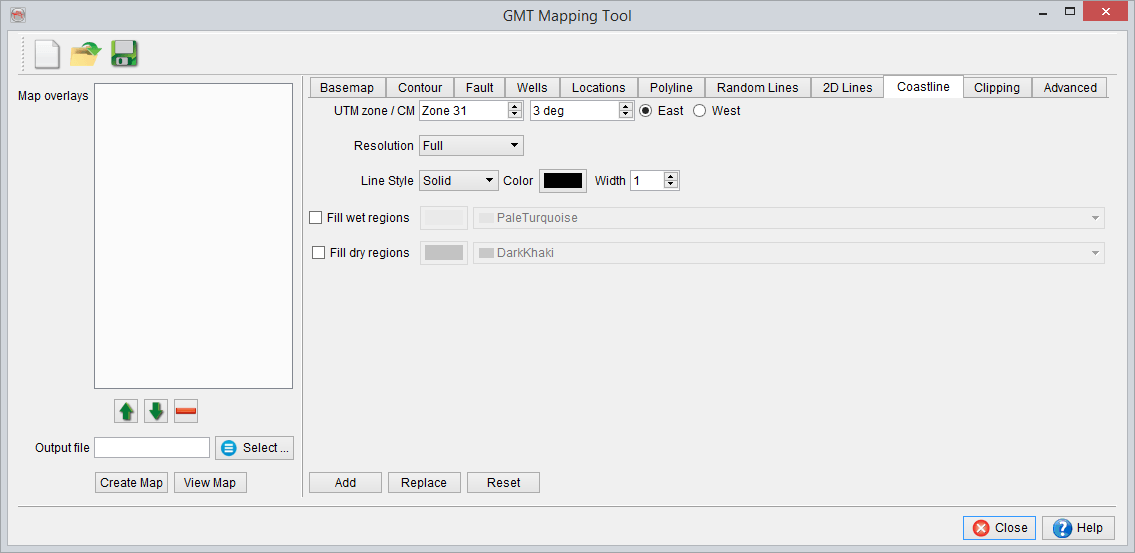 GMT Mapping Tool
Map overlays
Basemap Contour Fault Wells Locations Polyline Random Lines 2D Lines Coastline Clipping Advanced
UTM zone / CM Zone 31 3 deg East West
Resolution Full
Line Style Solid Color Width 1
Fill wet regions PaleTurquoise
Fill dry regions DarkKhaki
Output file Select ...
Create Map View Map
Add Replace Reset
Close Help